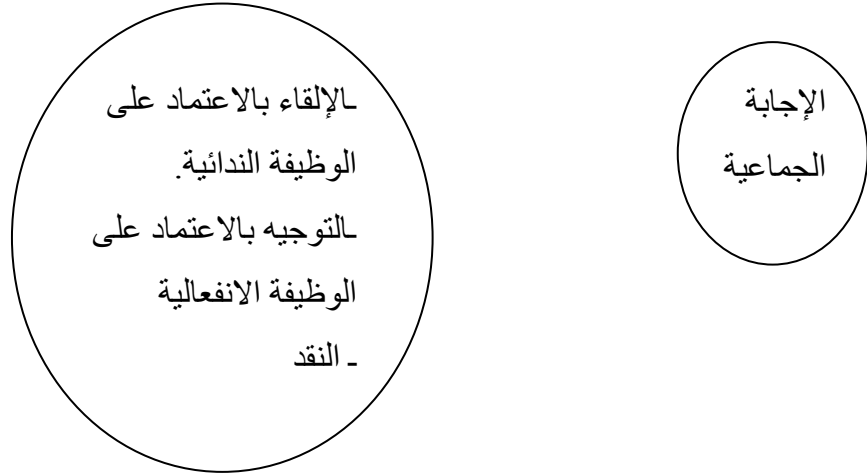 الإجابة
الجماعية
ـالإلقاء بالاعتماد على
الوظيفة الندائية.
ـالتوجيه بالاعتماد على
الوظيفة الانفعالية
ـ النقد